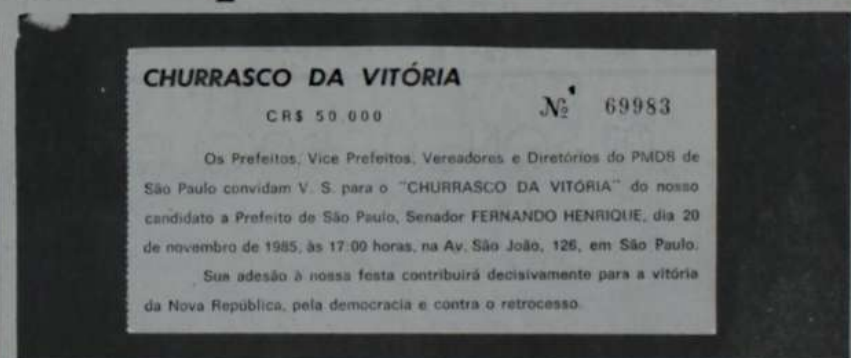 CHURRASCO DA VITÓRIA
CR$ 50.000 Nº 69983
Os Prefeitos, Vice Prefeitos, Vereadores e Diretórios do PMDB de
São Paulo convidam V. S. para o "CHURRASCO DA VITÓRIA" do nosso
candidato a Prefeito de São Paulo, Senador FERNANDO HENRIQUE, dia 20
de novembro de 1985, às 17:00 horas, na Av. São João, 126, em São Paulo.
Sua adesão à nossa festa contribuirá decisivamente para a vitória
da Nova República, pela democracia e contra o retrocesso.